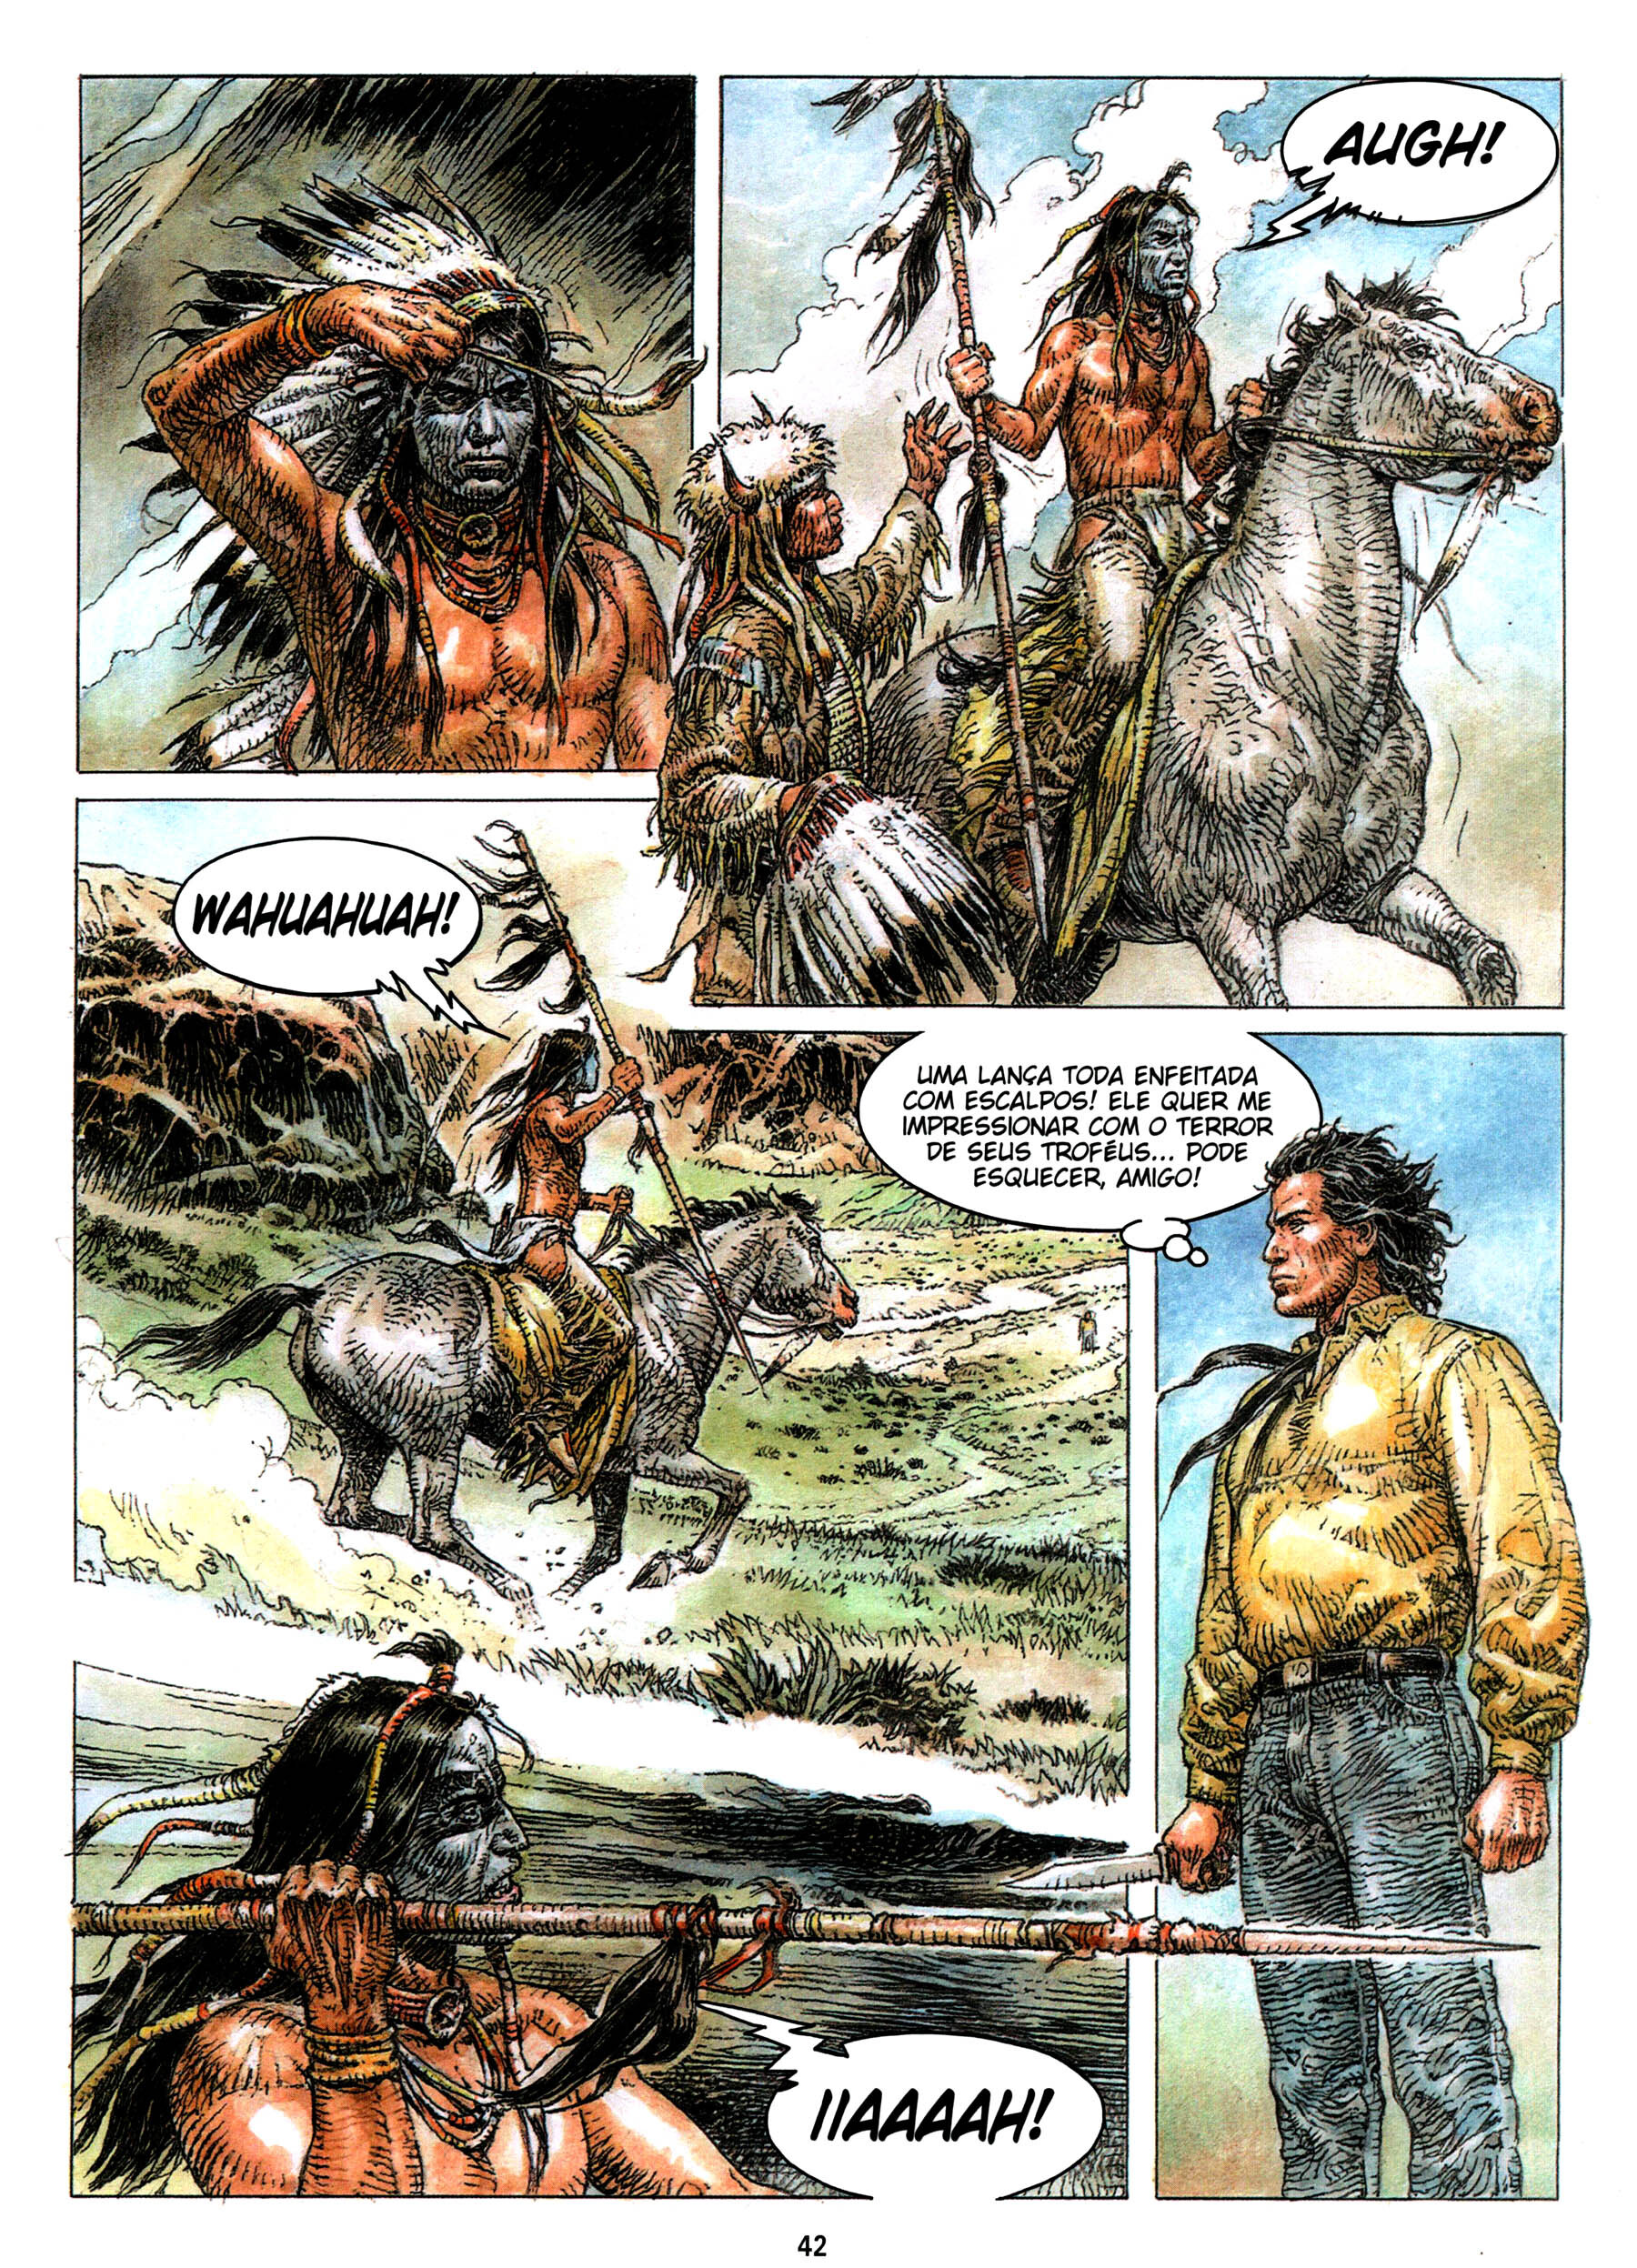 AUGH!
WAHUAHUAH!
UMA LANÇA TODA ENFEITADA
COM ESCALPOS! ELE QUER ME
IMPRESSIONAR COM O TERROR
DE SEUS TROFÉUS... PODE
ESQUECER, AMIGO!
IIAAAAH!
42